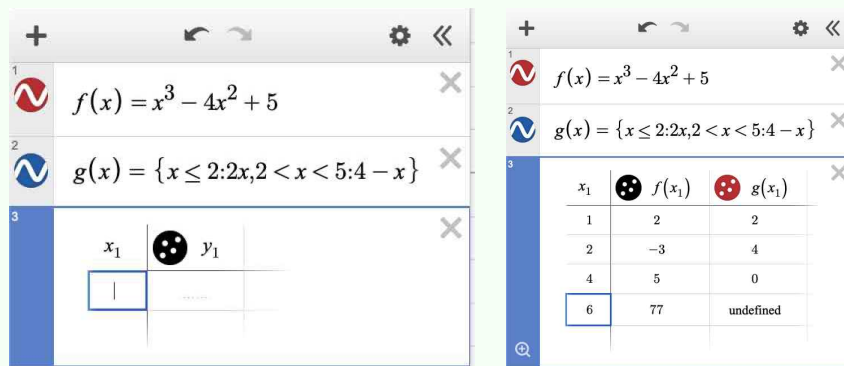 1
f(x) = x³ − 4x² + 5
2
g(x) = {x ≤ 2:2x,2 < x < 5:4 − x}
3
x₁ y₁
1
f(x) = x³ − 4x² + 5
2
g(x) = {x ≤ 2:2x,2 < x < 5:4 − x}
3
x₁ f(x₁) g(x₁)
1 2 2
2 −3 4
4 5 0
6 77 undefined